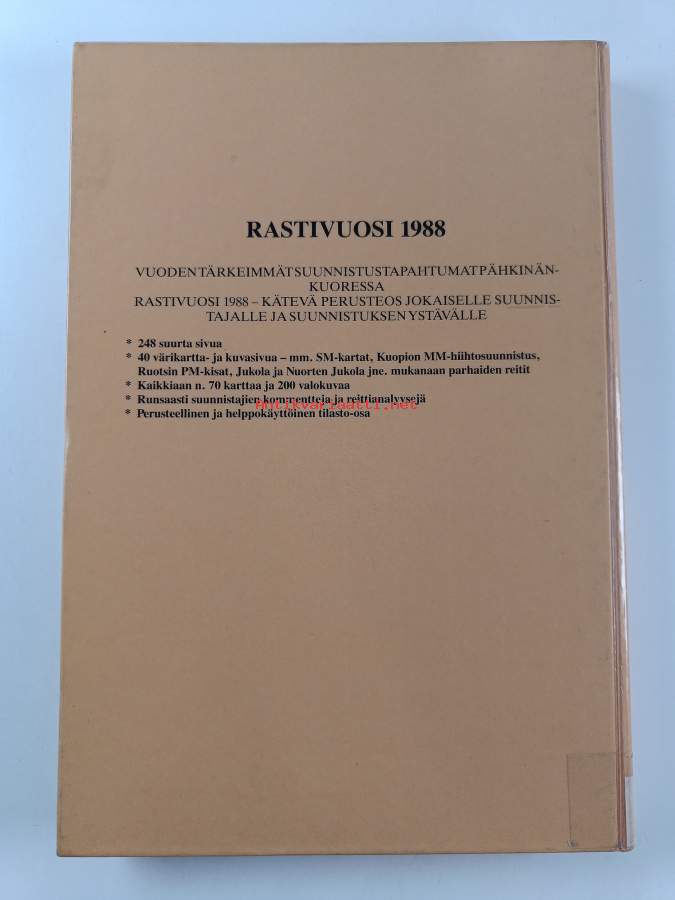 RASTIVUOSI 1988
VUODEN TÄRKEIMMÄT SUUNNISTUSTAPAHTUMAT PÄHKINÄN-
KUORESSA
RASTIVUOSI 1988 – KÄTEVÄ PERUSTEOS JOKAISELLE SUUNNIS-
TAJALLE JA SUUNNISTUKSEN YSTÄVÄLLE
* 248 suurta sivua
* 40 värikartta- ja kuvasivua – mm. SM-kartat, Kuopion MM-hiihtosuunnistus,
Ruotsin PM-kisat, Jukola ja Nuorten Jukola jne. mukanaan parhaiden reitit
* Kaikkiaan n. 70 karttaa ja 200 valokuvaa
* Runsaasti suunnistajien kommentteja ja reittianalyysejä
Antikvariaatti.net
* Perusteellinen ja helppokäyttöinen tilasto-osa